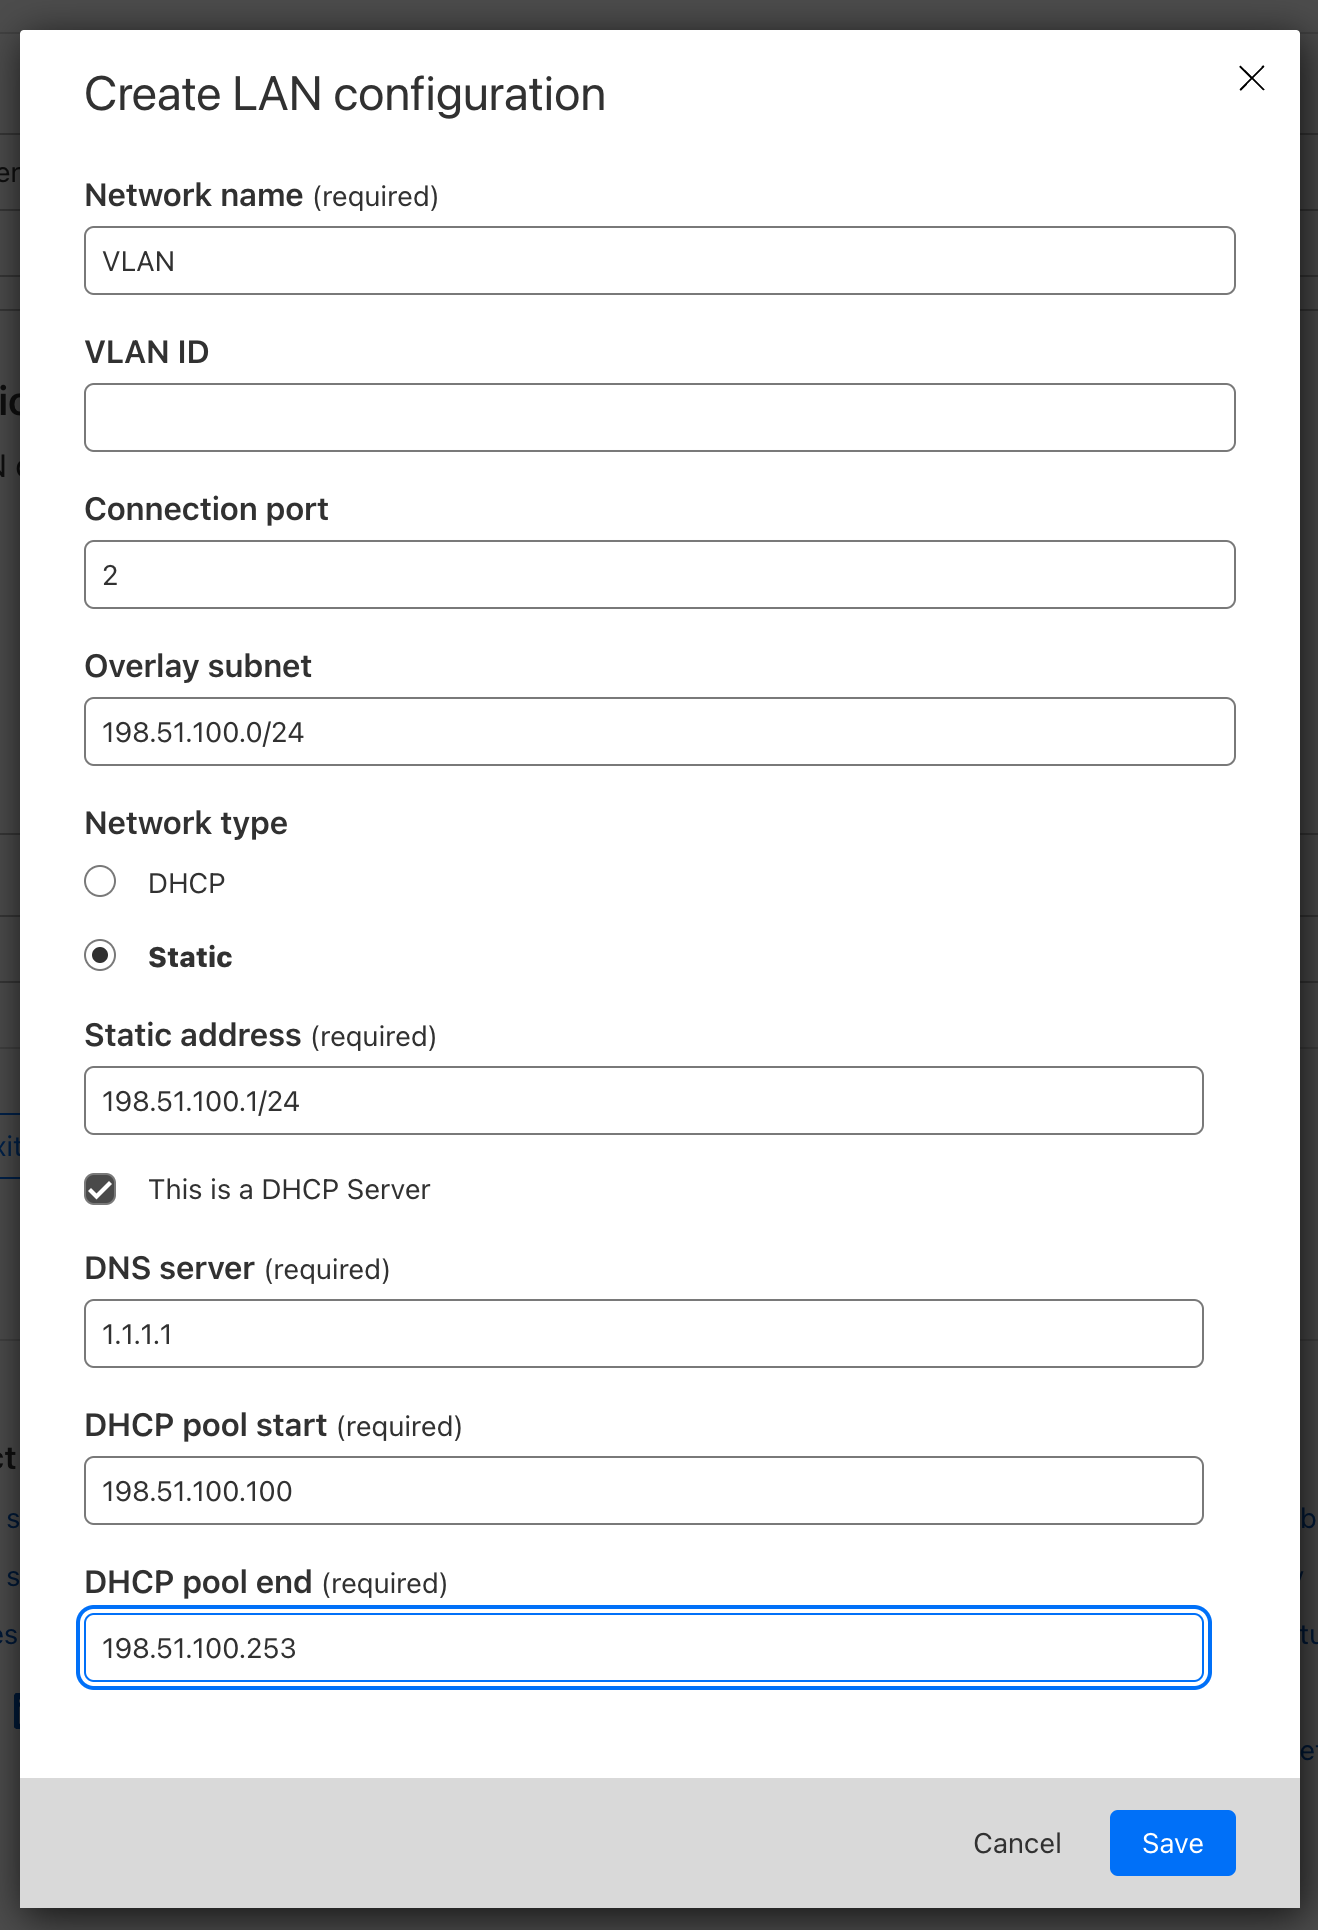 Create LAN configuration
Network name (required)
VLAN
VLAN ID
Connection port
2
Overlay subnet
198.51.100.0/24
Network type
DHCP
Static
Static address (required)
198.51.100.1/24
This is a DHCP Server
DNS server (required)
1.1.1.1
DHCP pool start (required)
198.51.100.100
DHCP pool end (required)
198.51.100.253
Cancel
Save